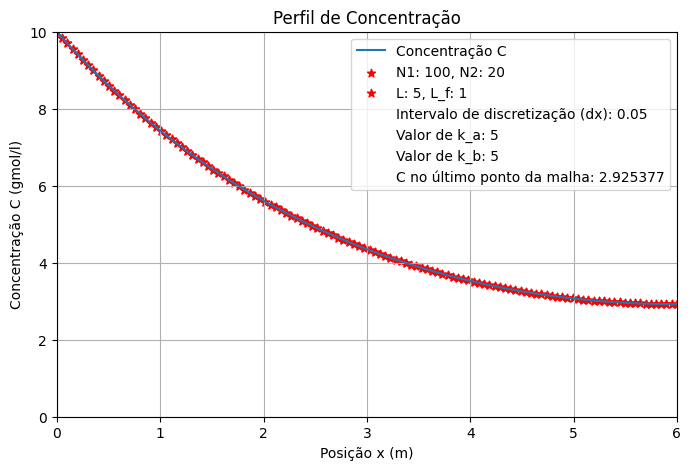 Perfil de Concentração
Concentração C
N1: 100, N2: 20
L: 5, L_f: 1
Intervalo de discretização (dx): 0.05
Valor de k_a: 5
Valor de k_b: 5
C no último ponto da malha: 2.925377
Concentração C (gmol/l)
10
8
6
4
2
0
0 1 2 3 4 5 6
Posição x (m)